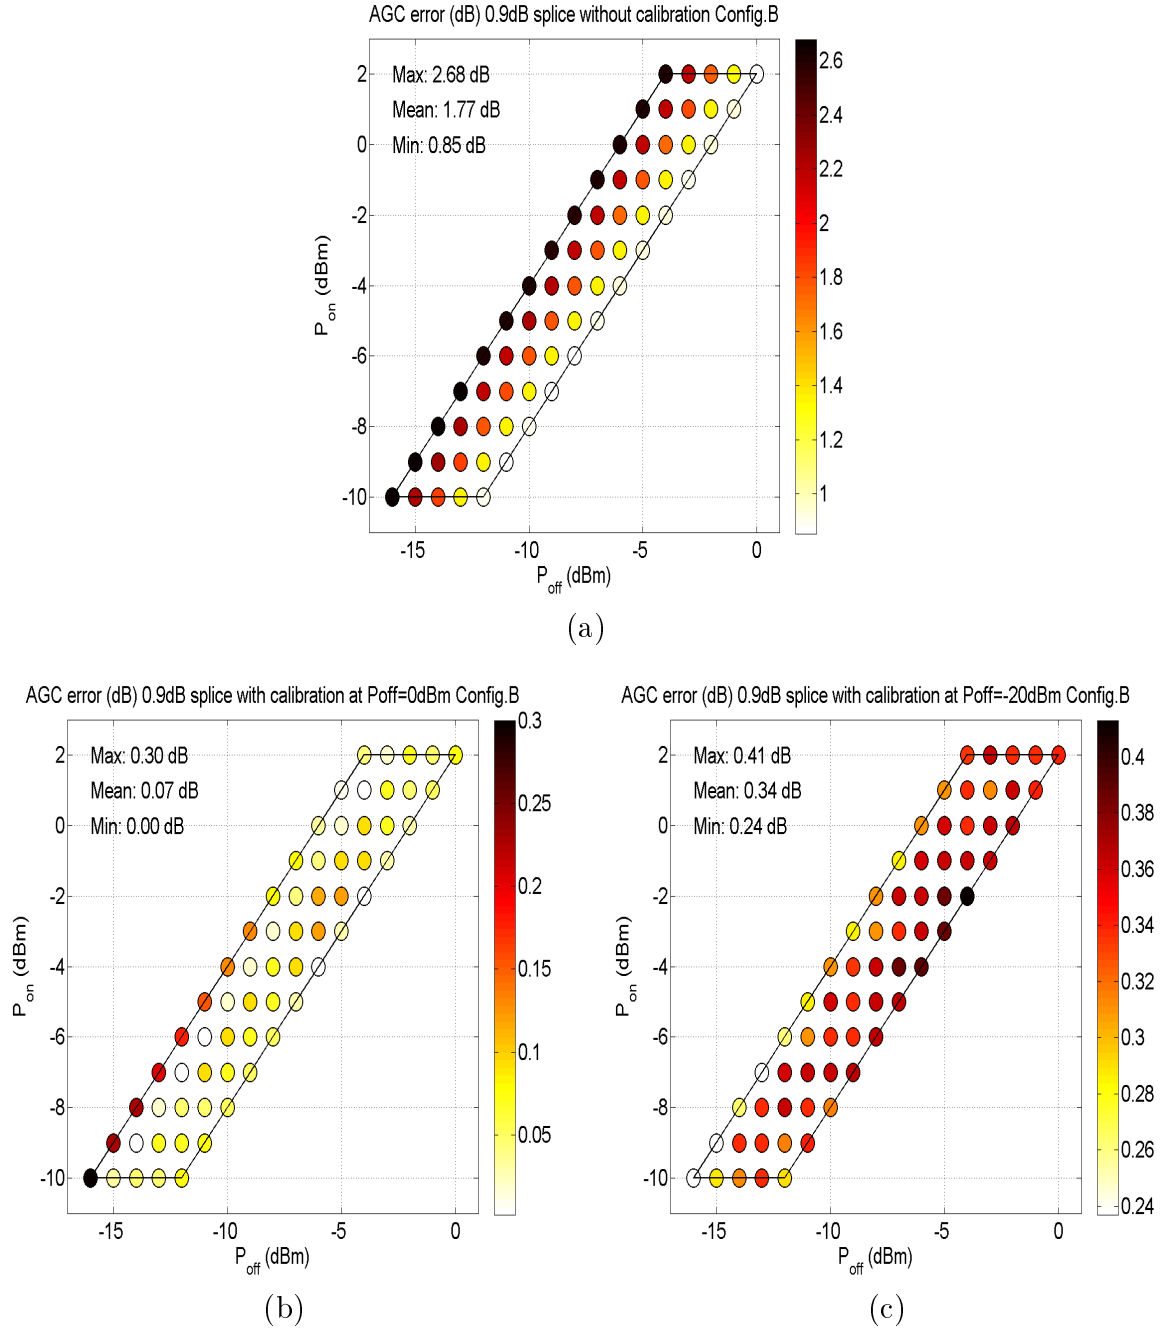 AGC error (dB) 0.9dB splice without calibration Config.B
Max: 2.68 dB
Mean: 1.77 dB
Min: 0.85 dB
2
0
-2
-4
-6
-8
-10
P_on (dBm)
-15 -10 -5 0
P_off (dBm)
2.6
2.4
2.2
2
1.8
1.6
1.4
1.2
1
(a)
AGC error (dB) 0.9dB splice with calibration at Poff=0dBm Config.B
Max: 0.30 dB
Mean: 0.07 dB
Min: 0.00 dB
2
0
-2
-4
-6
-8
-10
P_on (dBm)
-15 -10 -5 0
P_off (dBm)
0.3
0.25
0.2
0.15
0.1
0.05
(b)
AGC error (dB) 0.9dB splice with calibration at Poff=-20dBm Config.B
Max: 0.41 dB
Mean: 0.34 dB
Min: 0.24 dB
2
0
-2
-4
-6
-8
-10
P_on (dBm)
-15 -10 -5 0
P_off (dBm)
0.4
0.38
0.36
0.34
0.32
0.3
0.28
0.26
0.24
(c)